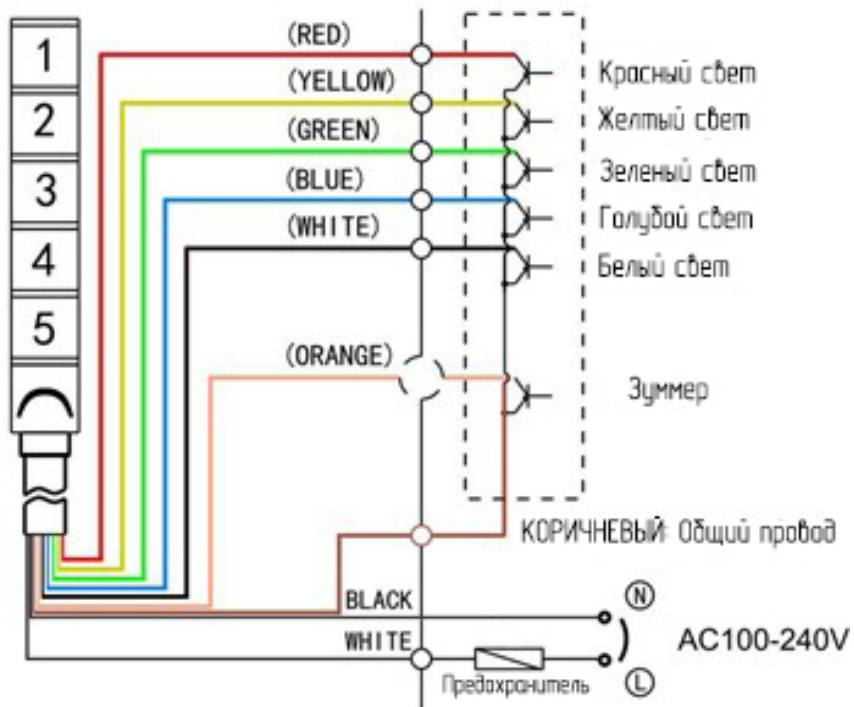 1
2
3
4
5
(RED)
(YELLOW)
(GREEN)
(BLUE)
(WHITE)
(ORANGE)
Красный свет
Желтый свет
Зеленый свет
Голубой свет
Белый свет
Зуммер
КОРИЧНЕВЫЙ: Общий провод
BLACK
N
WHITE
AC100-240V
Предохранитель
L